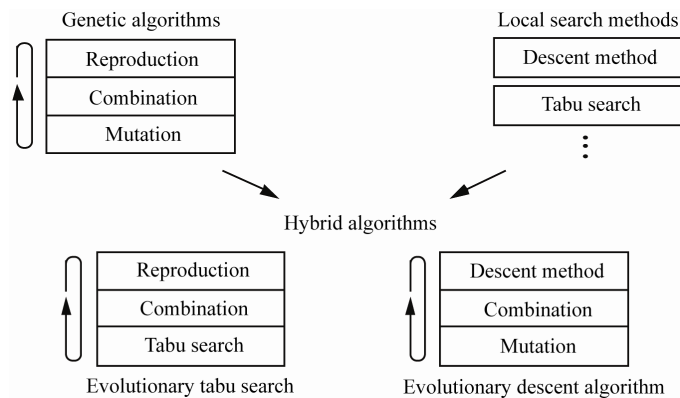 Genetic algorithms
Reproduction
Combination
Mutation
Local search methods
Descent method
Tabu search
Hybrid algorithms
Reproduction
Combination
Tabu search
Evolutionary tabu search
Descent method
Combination
Mutation
Evolutionary descent algorithm